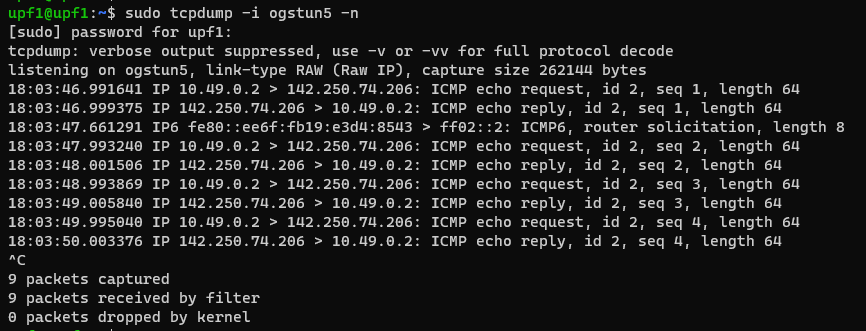 upf1@upf1:~$ sudo tcpdump -i ogstun5 -n
[sudo] password for upf1:
tcpdump: verbose output suppressed, use -v or -vv for full protocol decode
listening on ogstun5, link-type RAW (Raw IP), capture size 262144 bytes
18:03:46.991641 IP 10.49.0.2 > 142.250.74.206: ICMP echo request, id 2, seq 1, length 64
18:03:46.999375 IP 142.250.74.206 > 10.49.0.2: ICMP echo reply, id 2, seq 1, length 64
18:03:47.661291 IP6 fe80::ee6f:fb19:e3d4:8543 > ff02::2: ICMP6, router solicitation, length 8
18:03:47.993240 IP 10.49.0.2 > 142.250.74.206: ICMP echo request, id 2, seq 2, length 64
18:03:48.001506 IP 142.250.74.206 > 10.49.0.2: ICMP echo reply, id 2, seq 2, length 64
18:03:48.993869 IP 10.49.0.2 > 142.250.74.206: ICMP echo request, id 2, seq 3, length 64
18:03:49.005840 IP 142.250.74.206 > 10.49.0.2: ICMP echo reply, id 2, seq 3, length 64
18:03:49.995040 IP 10.49.0.2 > 142.250.74.206: ICMP echo request, id 2, seq 4, length 64
18:03:50.003376 IP 142.250.74.206 > 10.49.0.2: ICMP echo reply, id 2, seq 4, length 64
^C
9 packets captured
9 packets received by filter
0 packets dropped by kernel